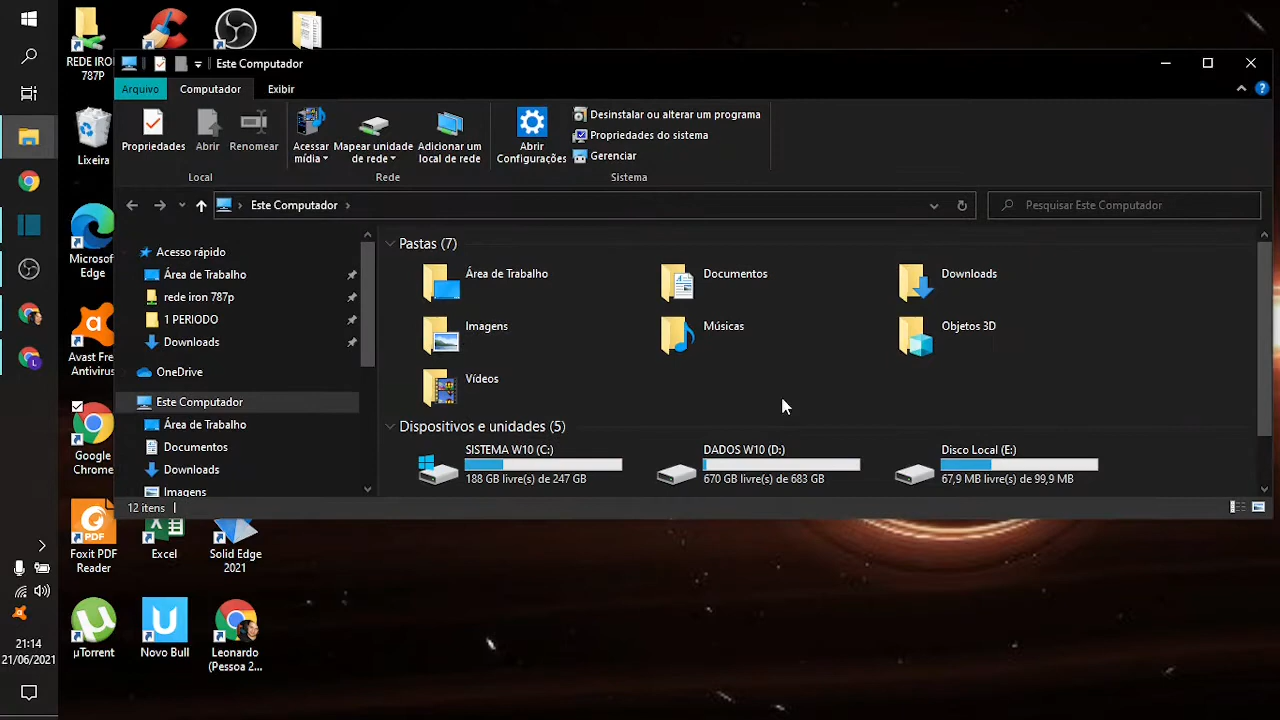 REDE IRON
787P
Este Computador
Arquivo
Computador
Exibir
Propriedades
Abrir
Renomear
Acessar
mídia
Mapear unidade
de rede
Adicionar um
local de rede
Abrir
Configurações
Desinstalar ou alterar um programa
Propriedades do sistema
Gerenciar
Local
Rede
Sistema
Este Computador
Pesquisar Este Computador
Acesso rápido
Área de Trabalho
rede iron 787p
1 PERIODO
Downloads
OneDrive
Este Computador
Área de Trabalho
Documentos
Downloads
Imagens
Pastas (7)
Área de Trabalho
Documentos
Downloads
Imagens
Músicas
Objetos 3D
Vídeos
Dispositivos e unidades (5)
SISTEMA W10 (C:)
188 GB livre(s) de 247 GB
DADOS W10 (D:)
670 GB livre(s) de 683 GB
Disco Local (E:)
67,9 MB livre(s) de 99,9 MB
12 itens
Lixeira
Microsof
Edge
Avast Free
Antivirus
Google
Chrome
Foxit PDF
Reader
Excel
Solid Edge
2021
µTorrent
Novo Bull
Leonardo
(Pessoa 2...
21:14
21/06/2021